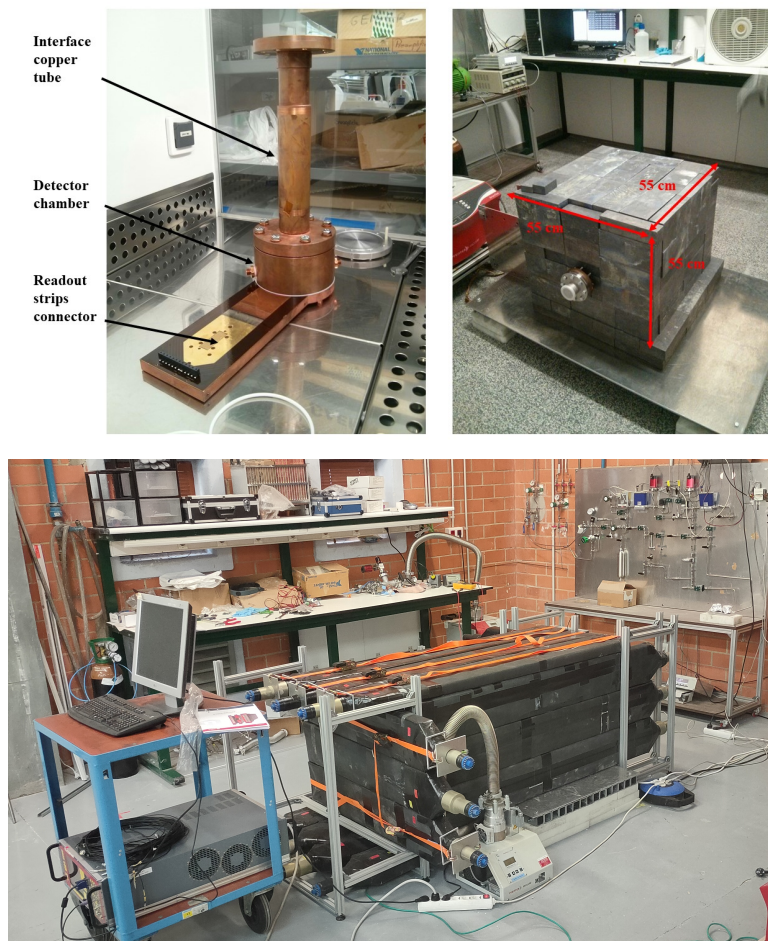 Interface
copper
tube
Detector
chamber
Readout
strips
connector
55 cm
55 cm
55 cm